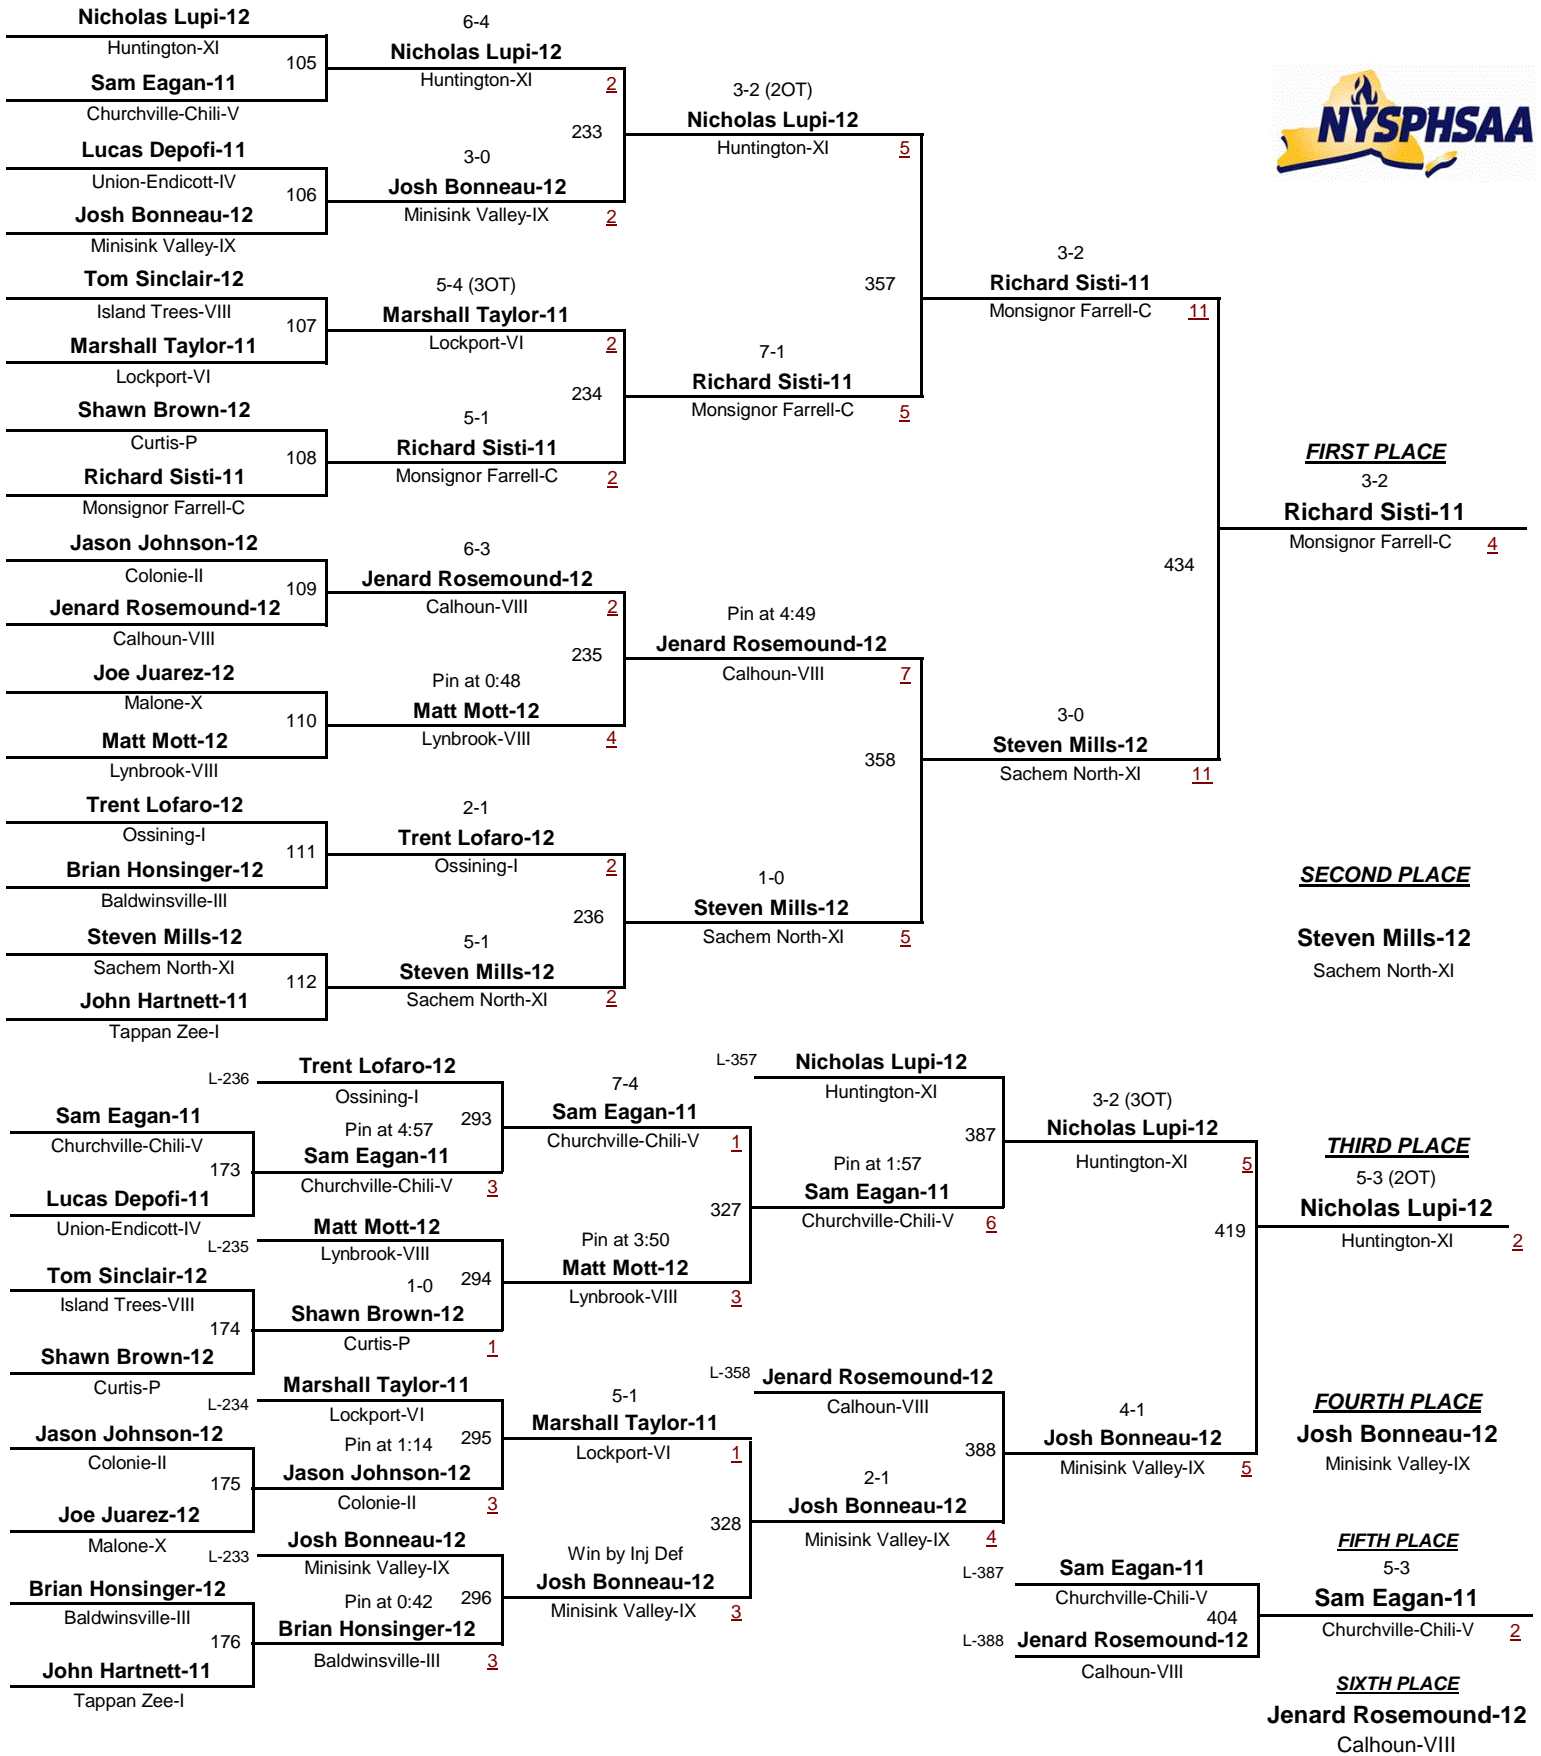 Nicholas Lupi-12
Huntington-XI
105
Sam Eagan-11
Churchville-Chili-V
Lucas Depofi-11
Union-Endicott-IV
106
Josh Bonneau-12
Minisink Valley-IX
Tom Sinclair-12
Island Trees-VIII
107
Marshall Taylor-11
Lockport-VI
Shawn Brown-12
Curtis-P
108
Richard Sisti-11
Monsignor Farrell-C
Jason Johnson-12
Colonie-II
109
Jenard Rosemound-12
Calhoun-VIII
Joe Juarez-12
Malone-X
110
Matt Mott-12
Lynbrook-VIII
Trent Lofaro-12
Ossining-I
111
Brian Honsinger-12
Baldwinsville-III
Steven Mills-12
Sachem North-XI
112
John Hartnett-11
Tappan Zee-I
6-4
Nicholas Lupi-12
Huntington-XI
2
233
3-0
Josh Bonneau-12
Minisink Valley-IX
2
5-4 (3OT)
Marshall Taylor-11
Lockport-VI
2
234
5-1
Richard Sisti-11
Monsignor Farrell-C
2
6-3
Jenard Rosemound-12
Calhoun-VIII
2
235
Pin at 0:48
Matt Mott-12
Lynbrook-VIII
4
2-1
Trent Lofaro-12
Ossining-I
2
236
5-1
Steven Mills-12
Sachem North-XI
2
3-2 (2OT)
Nicholas Lupi-12
Huntington-XI
5
357
7-1
Richard Sisti-11
Monsignor Farrell-C
5
Pin at 4:49
Jenard Rosemound-12
Calhoun-VIII
7
358
1-0
Steven Mills-12
Sachem North-XI
5
3-2
Richard Sisti-11
Monsignor Farrell-C
11
434
3-0
Steven Mills-12
Sachem North-XI
11
NYSPHSAA
FIRST PLACE
3-2
Richard Sisti-11
Monsignor Farrell-C
4
SECOND PLACE
Steven Mills-12
Sachem North-XI
Sam Eagan-11
Churchville-Chili-V
173
Lucas Depofi-11
Union-Endicott-IV
Tom Sinclair-12
Island Trees-VIII
174
Shawn Brown-12
Curtis-P
Jason Johnson-12
Colonie-II
175
Joe Juarez-12
Malone-X
Brian Honsinger-12
Baldwinsville-III
176
John Hartnett-11
Tappan Zee-I
L-236
Trent Lofaro-12
Ossining-I
293
Pin at 4:57
Sam Eagan-11
Churchville-Chili-V
3
L-235
Matt Mott-12
Lynbrook-VIII
294
1-0
Shawn Brown-12
Curtis-P
1
L-234
Marshall Taylor-11
Lockport-VI
295
Pin at 1:14
Jason Johnson-12
Colonie-II
3
L-233
Josh Bonneau-12
Minisink Valley-IX
296
Pin at 0:42
Brian Honsinger-12
Baldwinsville-III
3
7-4
Sam Eagan-11
Churchville-Chili-V
1
327
Pin at 3:50
Matt Mott-12
Lynbrook-VIII
3
5-1
Marshall Taylor-11
Lockport-VI
1
328
Win by Inj Def
Josh Bonneau-12
Minisink Valley-IX
3
L-357
Nicholas Lupi-12
Huntington-XI
387
Pin at 1:57
Sam Eagan-11
Churchville-Chili-V
6
L-358
Jenard Rosemound-12
Calhoun-VIII
388
2-1
Josh Bonneau-12
Minisink Valley-IX
4
3-2 (3OT)
Nicholas Lupi-12
Huntington-XI
5
419
4-1
Josh Bonneau-12
Minisink Valley-IX
5
THIRD PLACE
5-3 (2OT)
Nicholas Lupi-12
Huntington-XI
2
FOURTH PLACE
Josh Bonneau-12
Minisink Valley-IX
L-387
Sam Eagan-11
Churchville-Chili-V
404
L-388
Jenard Rosemound-12
Calhoun-VIII
FIFTH PLACE
5-3
Sam Eagan-11
Churchville-Chili-V
2
SIXTH PLACE
Jenard Rosemound-12
Calhoun-VIII